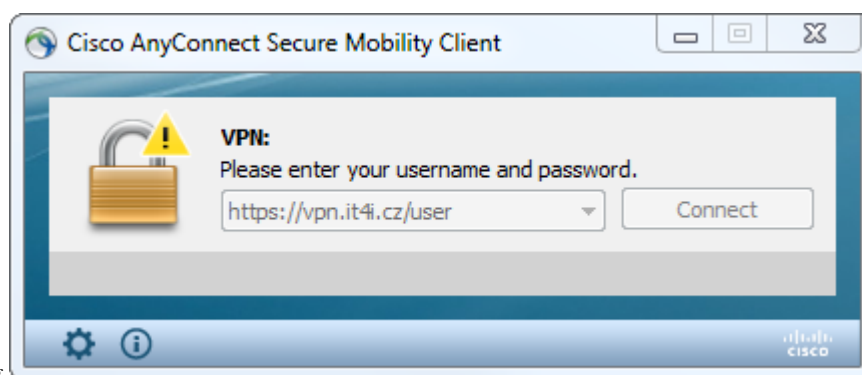 Cisco AnyConnect Secure Mobility Client
VPN:
Please enter your username and password.
https://vpn.it4i.cz/user
Connect
CISCO